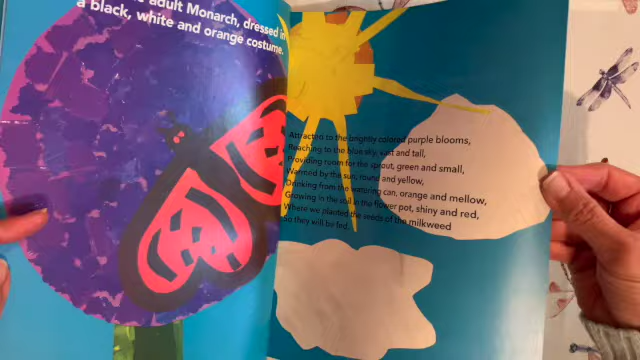 adult Monarch, dressed in
a black, white and orange costume.
Attracted to the brightly colored purple blooms,
Reaching to the blue sky, vast and tall,
Providing room for the sprout, green and small,
Warmed by the sun, round and yellow,
Drinking from the watering can, orange and mellow,
Growing in the soil in the flower pot, shiny and red,
Where we planted the seeds of the milkweed
So they will be fed.